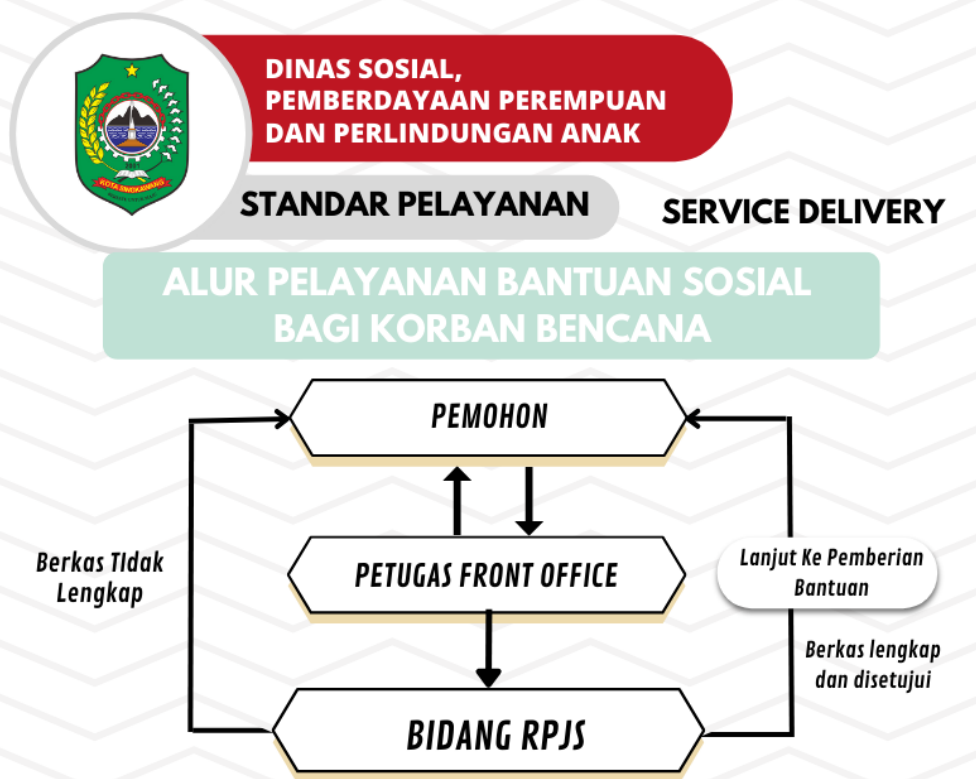 DINAS SOSIAL,
PEMBERDAYAAN PEREMPUAN
DAN PERLINDUNGAN ANAK
KOTA SINGKAWANG
STANDAR PELAYANAN
SERVICE DELIVERY
ALUR PELAYANAN BANTUAN SOSIAL
BAGI KORBAN BENCANA
PEMOHON
Berkas TIdak
Lengkap
PETUGAS FRONT OFFICE
Lanjut Ke Pemberian
Bantuan
Berkas lengkap
dan disetujui
BIDANG RPJS